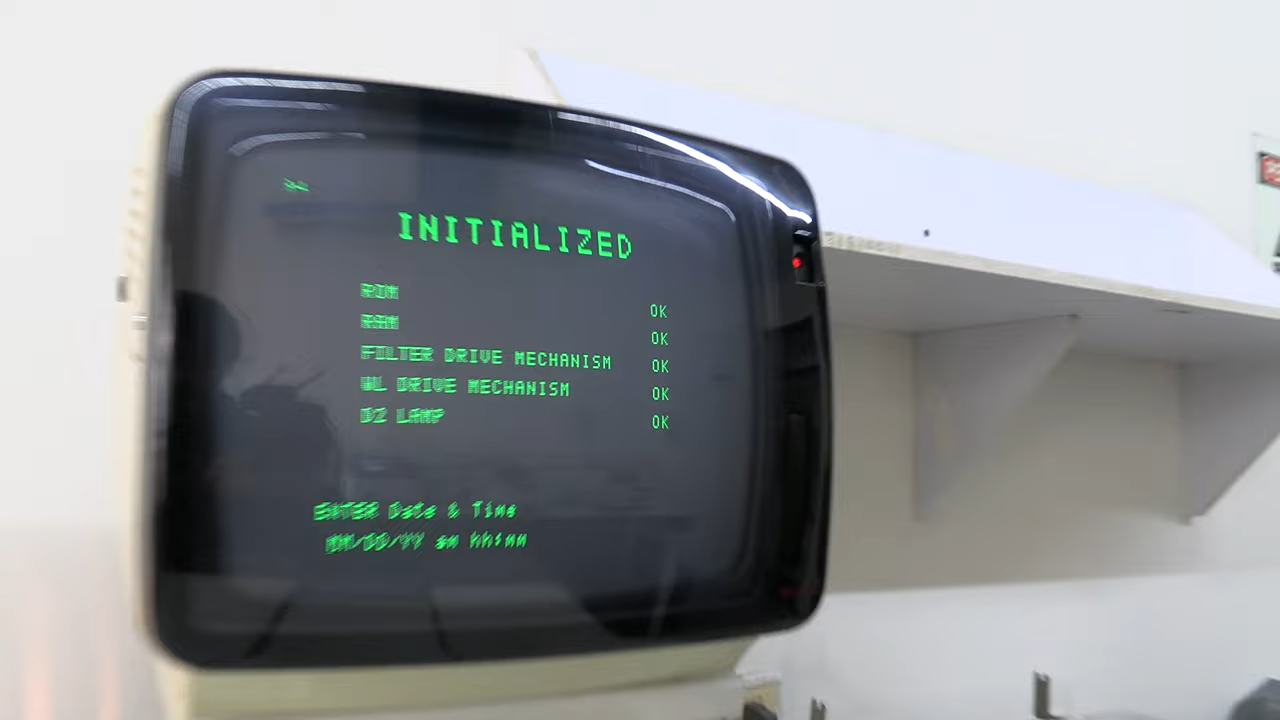 INITIALIZED
ROM OK
RAM OK
FILTER DRIVE MECHANISM OK
WL DRIVE MECHANISM OK
D2 LAMP OK
ENTER Date & Time
MM/DD/YY am hh:mm